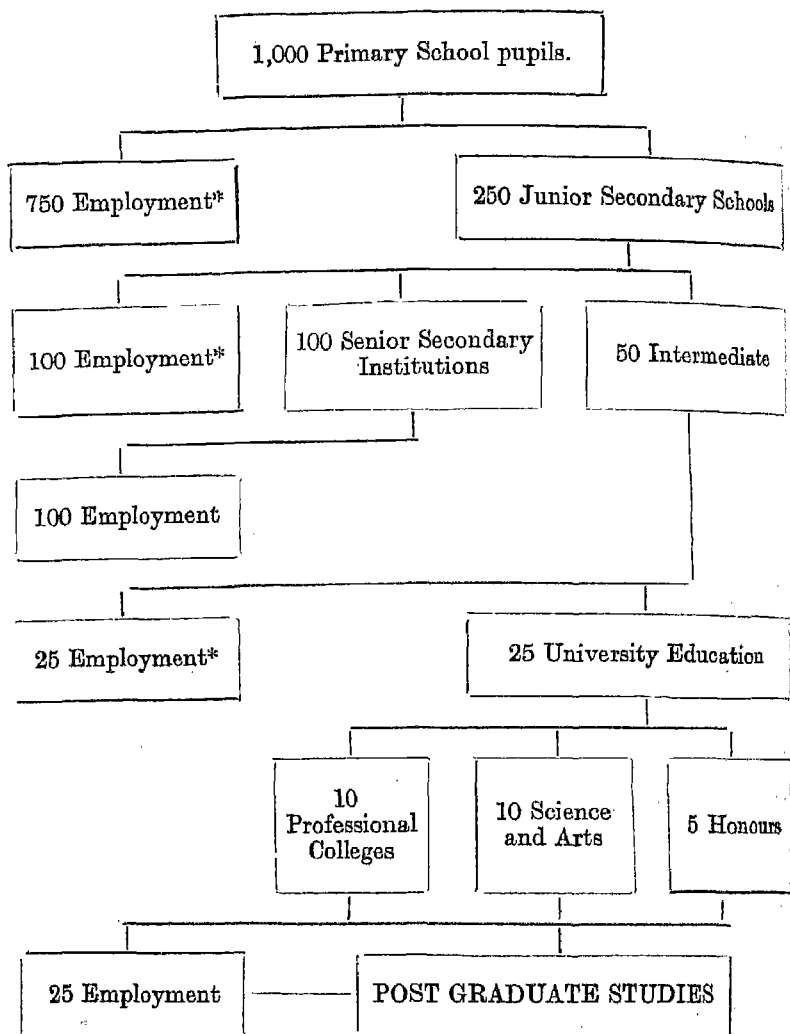 1,000 Primary School pupils.
750 Employment*
250 Junior Secondary Schools
100 Employment*
100 Senior Secondary
Institutions
50 Intermediate
100 Employment
25 Employment*
25 University Education
10
Professional
Colleges
10 Science
and Arts
5 Honours
25 Employment
POST GRADUATE STUDIES